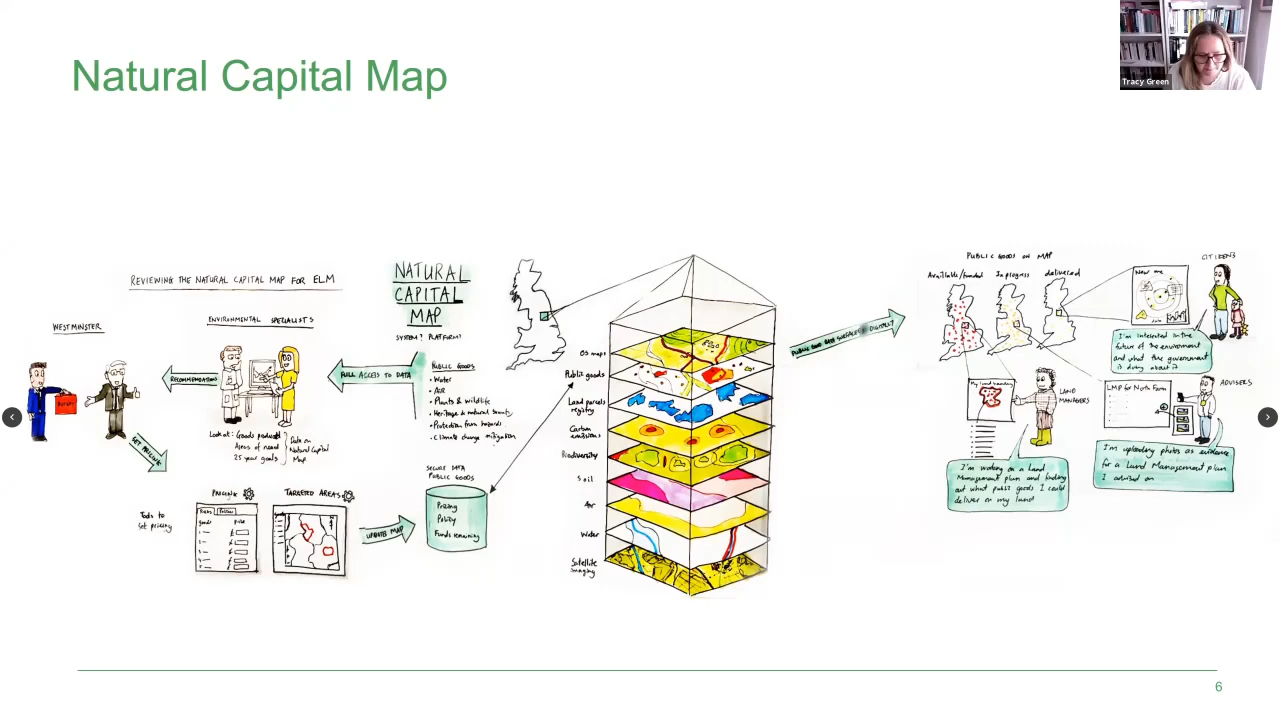 Natural Capital Map
Tracy Green
REVIEWING THE NATURAL CAPITAL MAP FOR ELM
WESTMINSTER
ENVIRONMENTAL SPECIALISTS
RECOMMENDATIONS
Look at: Goods produced
Areas of need
25 year goals
Data on
Natural Capital
Map
SET PRICING
Tools to
set pricing
PRICING
goods
TARGETED AREAS
UPDATE MAP
NATURAL
CAPITAL
MAP
SYSTEM? PLATFORM?
FULL ACCESS TO DATA
PUBLIC GOODS
• Water
• Air
• Plants & wildlife
• Heritage & natural beauty
• Protection from hazards
• Climate change mitigation
SECURE DATA
PUBLIC GOODS
Pricing
Policy
Funds remaining
OS maps
Public goods
Land parcels
registry
Carbon
emissions
Biodiversity
Soil
Air
Water
Satellite
imaging
PUBLIC GOODS ON MAP
Available/funded
In progress
delivered
Near me
CITIZENS
I'm interested in the
future of the environment
and what the government
is doing about it
My land boundary
LAND
MANAGERS
I'm working on a Land
Management plan and finding
out what public goods I could
deliver on my land
LMP for North Farm
ADVISERS
I'm uploading photos as evidence
for a Land Management plan
I advised on
6